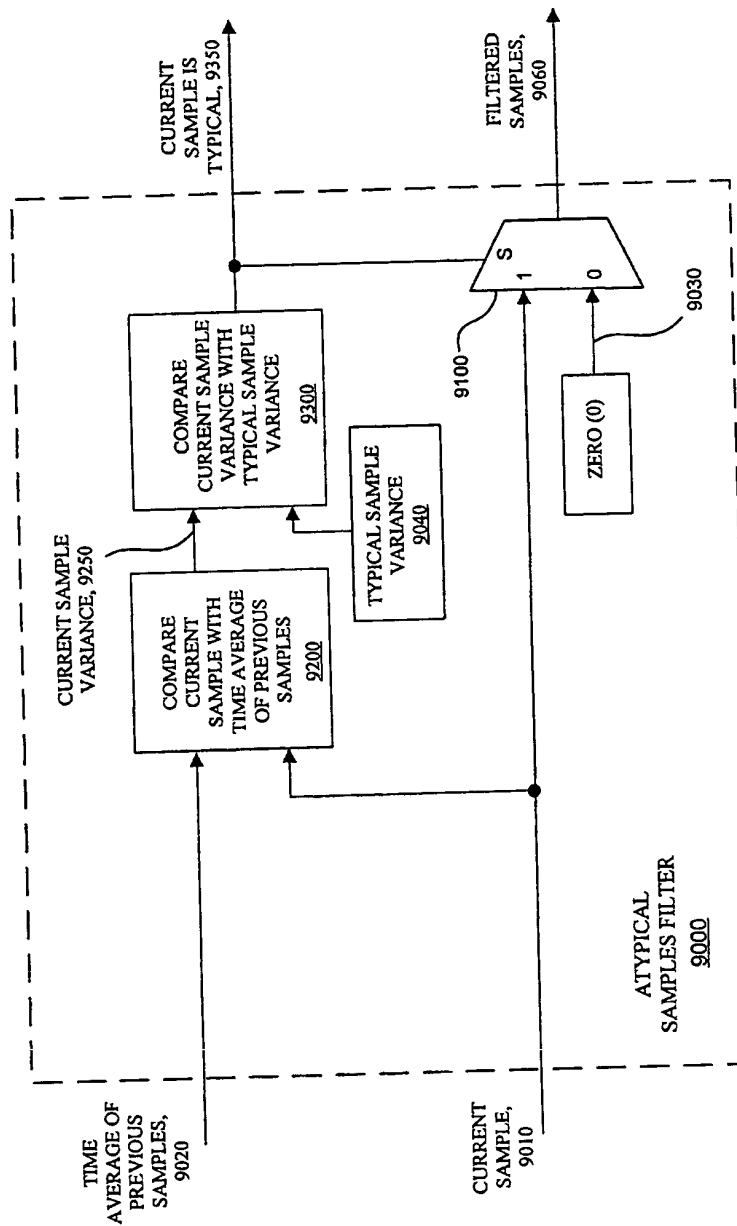 TIME
AVERAGE OF
PREVIOUS
SAMPLES,
9020
CURRENT
SAMPLE,
9010
CURRENT SAMPLE
VARIANCE, 9250
COMPARE
CURRENT
SAMPLE WITH
TIME AVERAGE
OF PREVIOUS
SAMPLES
9200
COMPARE
CURRENT SAMPLE
VARIANCE WITH
TYPICAL SAMPLE
VARIANCE
9300
TYPICAL SAMPLE
VARIANCE
9040
ZERO (0)
9030
9100
S
1
0
CURRENT
SAMPLE IS
TYPICAL, 9350
FILTERED
SAMPLES,
9060
ATYPICAL
SAMPLES FILTER
9000